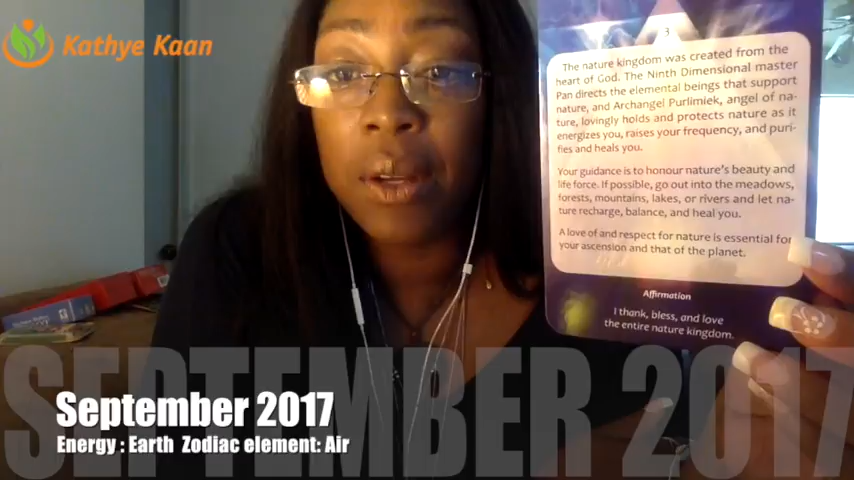 Kathye Kaan
3
The nature kingdom was created from the
heart of God. The Ninth Dimensional master
Pan directs the elemental beings that support
nature, and Archangel Purlimiek, angel of na-
ture, lovingly holds and protects nature as it
energizes you, raises your frequency, and puri-
fies and heals you.
Your guidance is to honour nature's beauty and
life force. If possible, go out into the meadows,
forests, mountains, lakes, or rivers and let na-
ture recharge, balance, and heal you.
A love of and respect for nature is essential for
your ascension and that of the planet.
Affirmation
I thank, bless, and love
the entire nature kingdom.
SEPTEMBER 2017
September 2017
Energy : Earth Zodiac element: Air